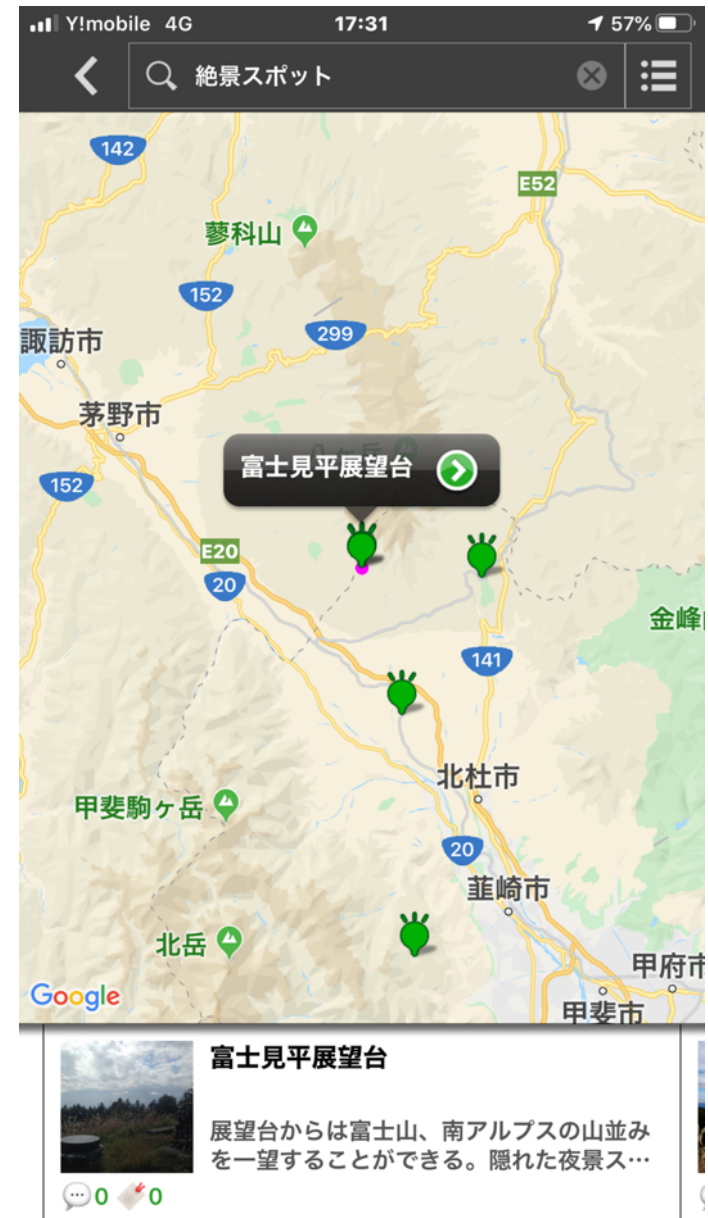 Y!mobile 4G 17:31 57%
絶景スポット
142
E52
蓼科山
152
299
諏訪市
茅野市
富士見平展望台
152
E20
20
141
北杜市
甲斐駒ヶ岳
20
韮崎市
北岳
甲府市
Google
甲斐市
富士見平展望台
展望台からは富士山、南アルプスの山並み
を一望することができる。隠れた夜景ス…
0 0